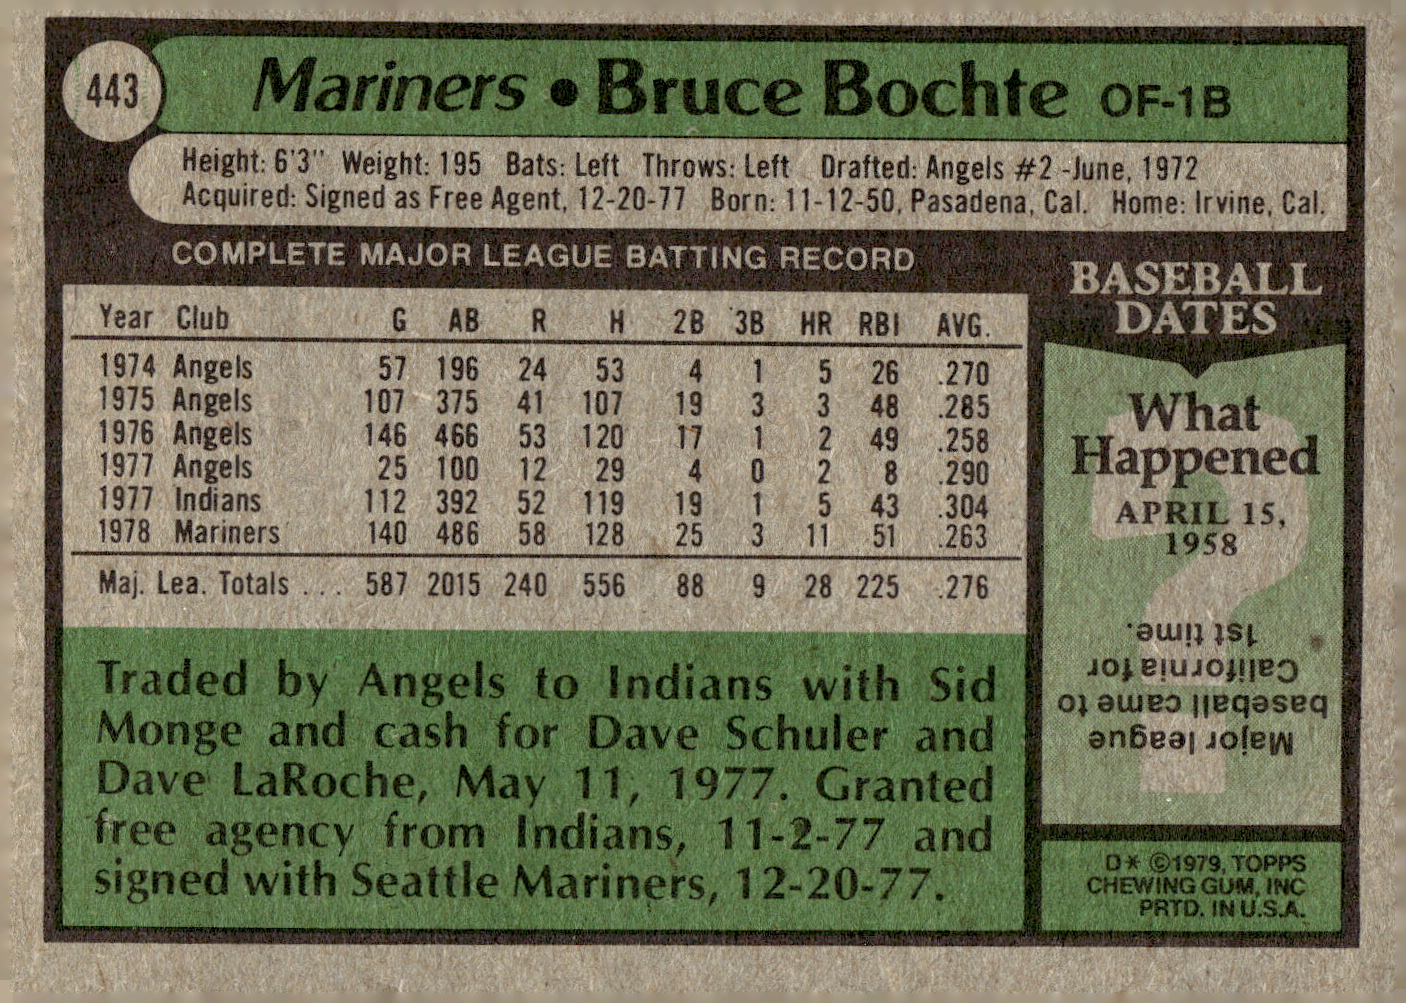 443
Mariners • Bruce Bochte OF-1B
Height: 6'3" Weight: 195 Bats: Left Throws: Left Drafted: Angels #2 -June, 1972
Acquired: Signed as Free Agent, 12-20-77 Born: 11-12-50, Pasadena, Cal. Home: Irvine, Cal.
COMPLETE MAJOR LEAGUE BATTING RECORD
Year Club G AB R H 2B 3B HR RBI AVG.
1974 Angels 57 196 24 53 4 1 5 26 .270
1975 Angels 107 375 41 107 19 3 3 48 .285
1976 Angels 146 466 53 120 17 1 2 49 .258
1977 Angels 25 100 12 29 4 0 2 8 .290
1977 Indians 112 392 52 119 19 1 5 43 .304
1978 Mariners 140 486 58 128 25 3 11 51 .263
Maj. Lea. Totals ... 587 2015 240 556 88 9 28 225 .276
Traded by Angels to Indians with Sid
Monge and cash for Dave Schuler and
Dave LaRoche, May 11, 1977. Granted
free agency from Indians, 11-2-77 and
signed with Seattle Mariners, 12-20-77.
BASEBALL
DATES
What
Happened
APRIL 15,
1958
Major league
baseball came to
California for
1st time.
D* ©1979, TOPPS
CHEWING GUM, INC
PRTD. IN U.S.A.